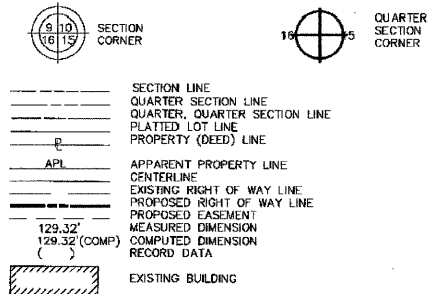 9 10
16 15
SECTION
CORNER
16 15
QUARTER
SECTION
CORNER
SECTION LINE
QUARTER SECTION LINE
QUARTER, QUARTER SECTION LINE
PLATTED LOT LINE
PROPERTY (DEED) LINE
APL APPARENT PROPERTY LINE
CENTERLINE
EXISTING RIGHT OF WAY LINE
PROPOSED RIGHT OF WAY LINE
PROPOSED EASEMENT
129.32' MEASURED DIMENSION
129.32'(COMP) COMPUTED DIMENSION
( ) RECORD DATA
EXISTING BUILDING